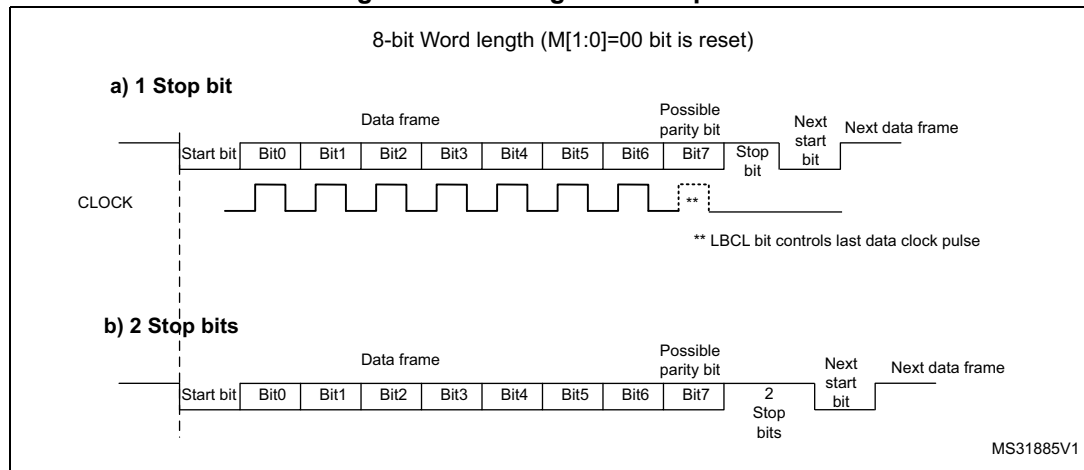 8-bit Word length (M[1:0]=00 bit is reset)
a) 1 Stop bit
Data frame
Possible
parity bit
Next
start
bit
Next data frame
Start bit Bit0 Bit1 Bit2 Bit3 Bit4 Bit5 Bit6 Bit7 Stop
bit
CLOCK
**
** LBCL bit controls last data clock pulse
b) 2 Stop bits
Data frame
Possible
parity bit
Next
start
bit
Next data frame
Start bit Bit0 Bit1 Bit2 Bit3 Bit4 Bit5 Bit6 Bit7 2
Stop
bits
MS31885V1